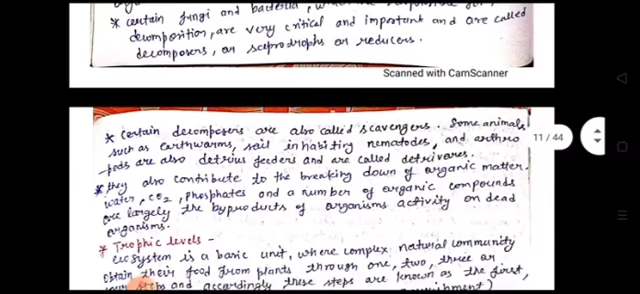 * Certain fungi and bacteria,
decomposition, are very critical and important and are called
decomposers, or saprotrophs or reducers.
Scanned with CamScanner
* Certain decomposers are also called scavengers. Some animals
such as earthworms, soil inhabiting nematodes, and arthro
pods are also detrius feeders and are called detrivores.
* they also contribute to the breaking down of organic matter.
water, CO2, Phosphates and a number of organic compounds
are largely the byproducts of organisms activity on dead
organisms.
* Trophic levels -
ecosystem is a basic unit, where complex natural community
obtain their food from plants through one, two, three or
steps and accordingly these steps are known as the first,
11/44